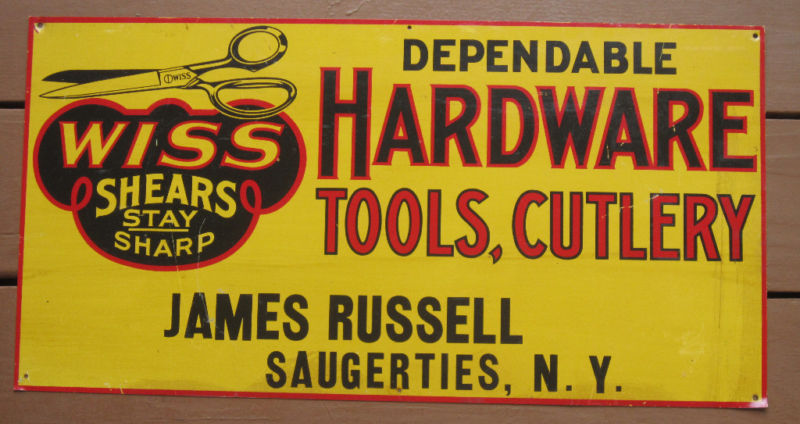 WISS
WISS
SHEARS
STAY
SHARP
DEPENDABLE
HARDWARE
TOOLS, CUTLERY
JAMES RUSSELL
SAUGERTIES, N. Y.